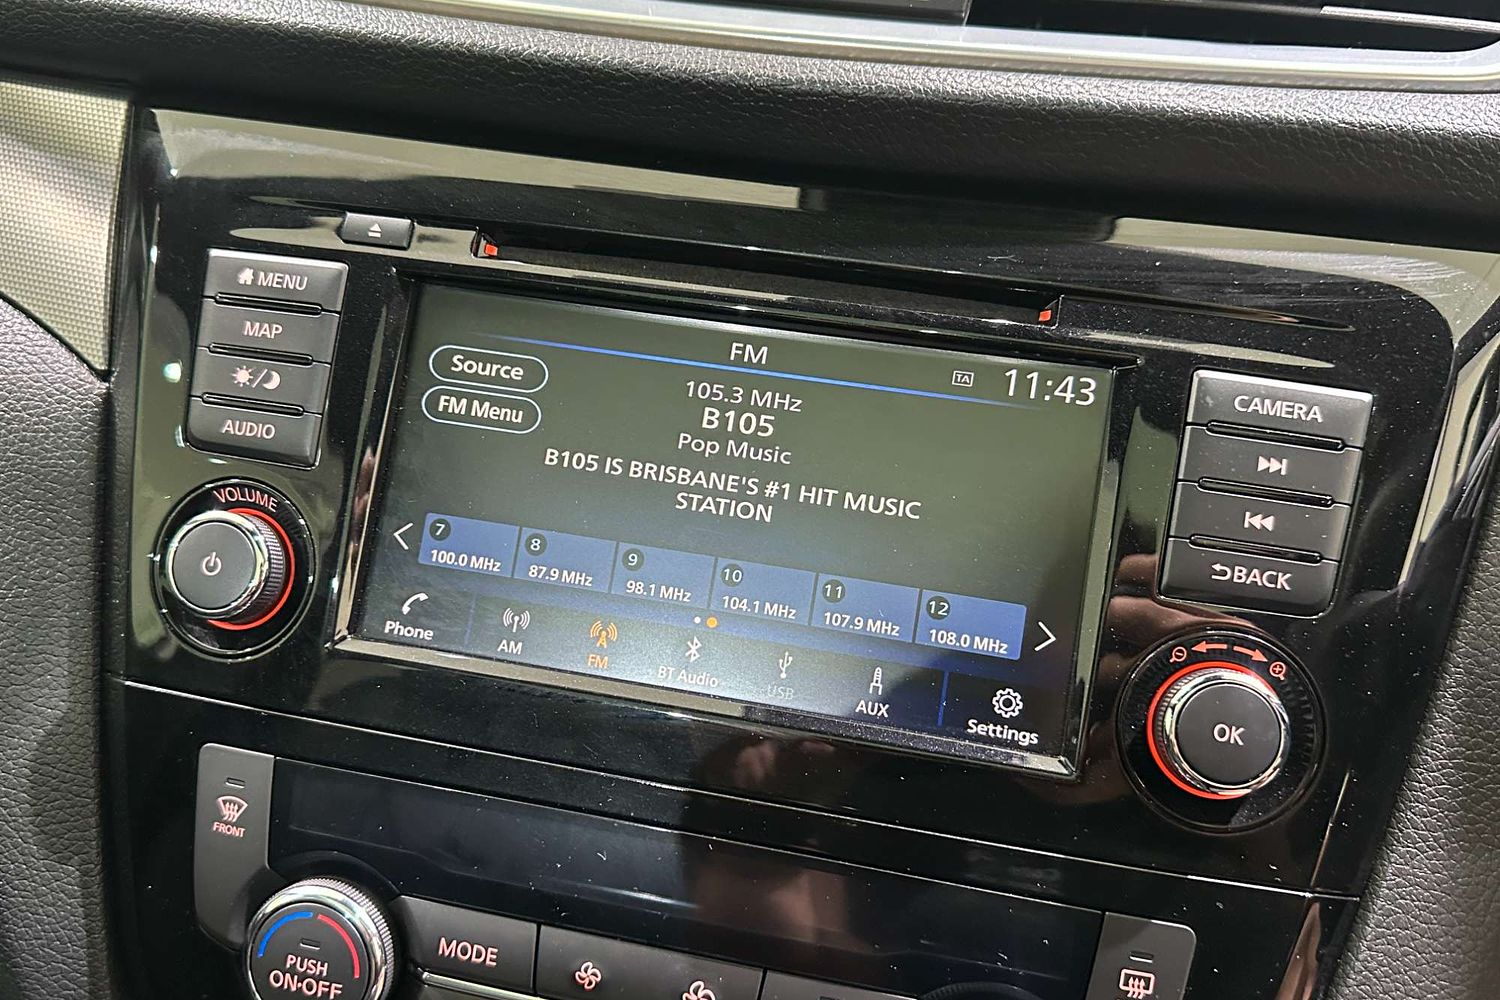 MENU
MAP
AUDIO
VOLUME
FM
TA
11:43
Source
FM Menu
105.3 MHz
B105
Pop Music
B105 IS BRISBANE'S #1 HIT MUSIC
STATION
7
100.0 MHz
8
87.9 MHz
9
98.1 MHz
10
104.1 MHz
11
107.9 MHz
12
108.0 MHz
Phone
AM
FM
BT Audio
USB
AUX
Settings
CAMERA
BACK
OK
FRONT
PUSH
ON·OFF
MODE